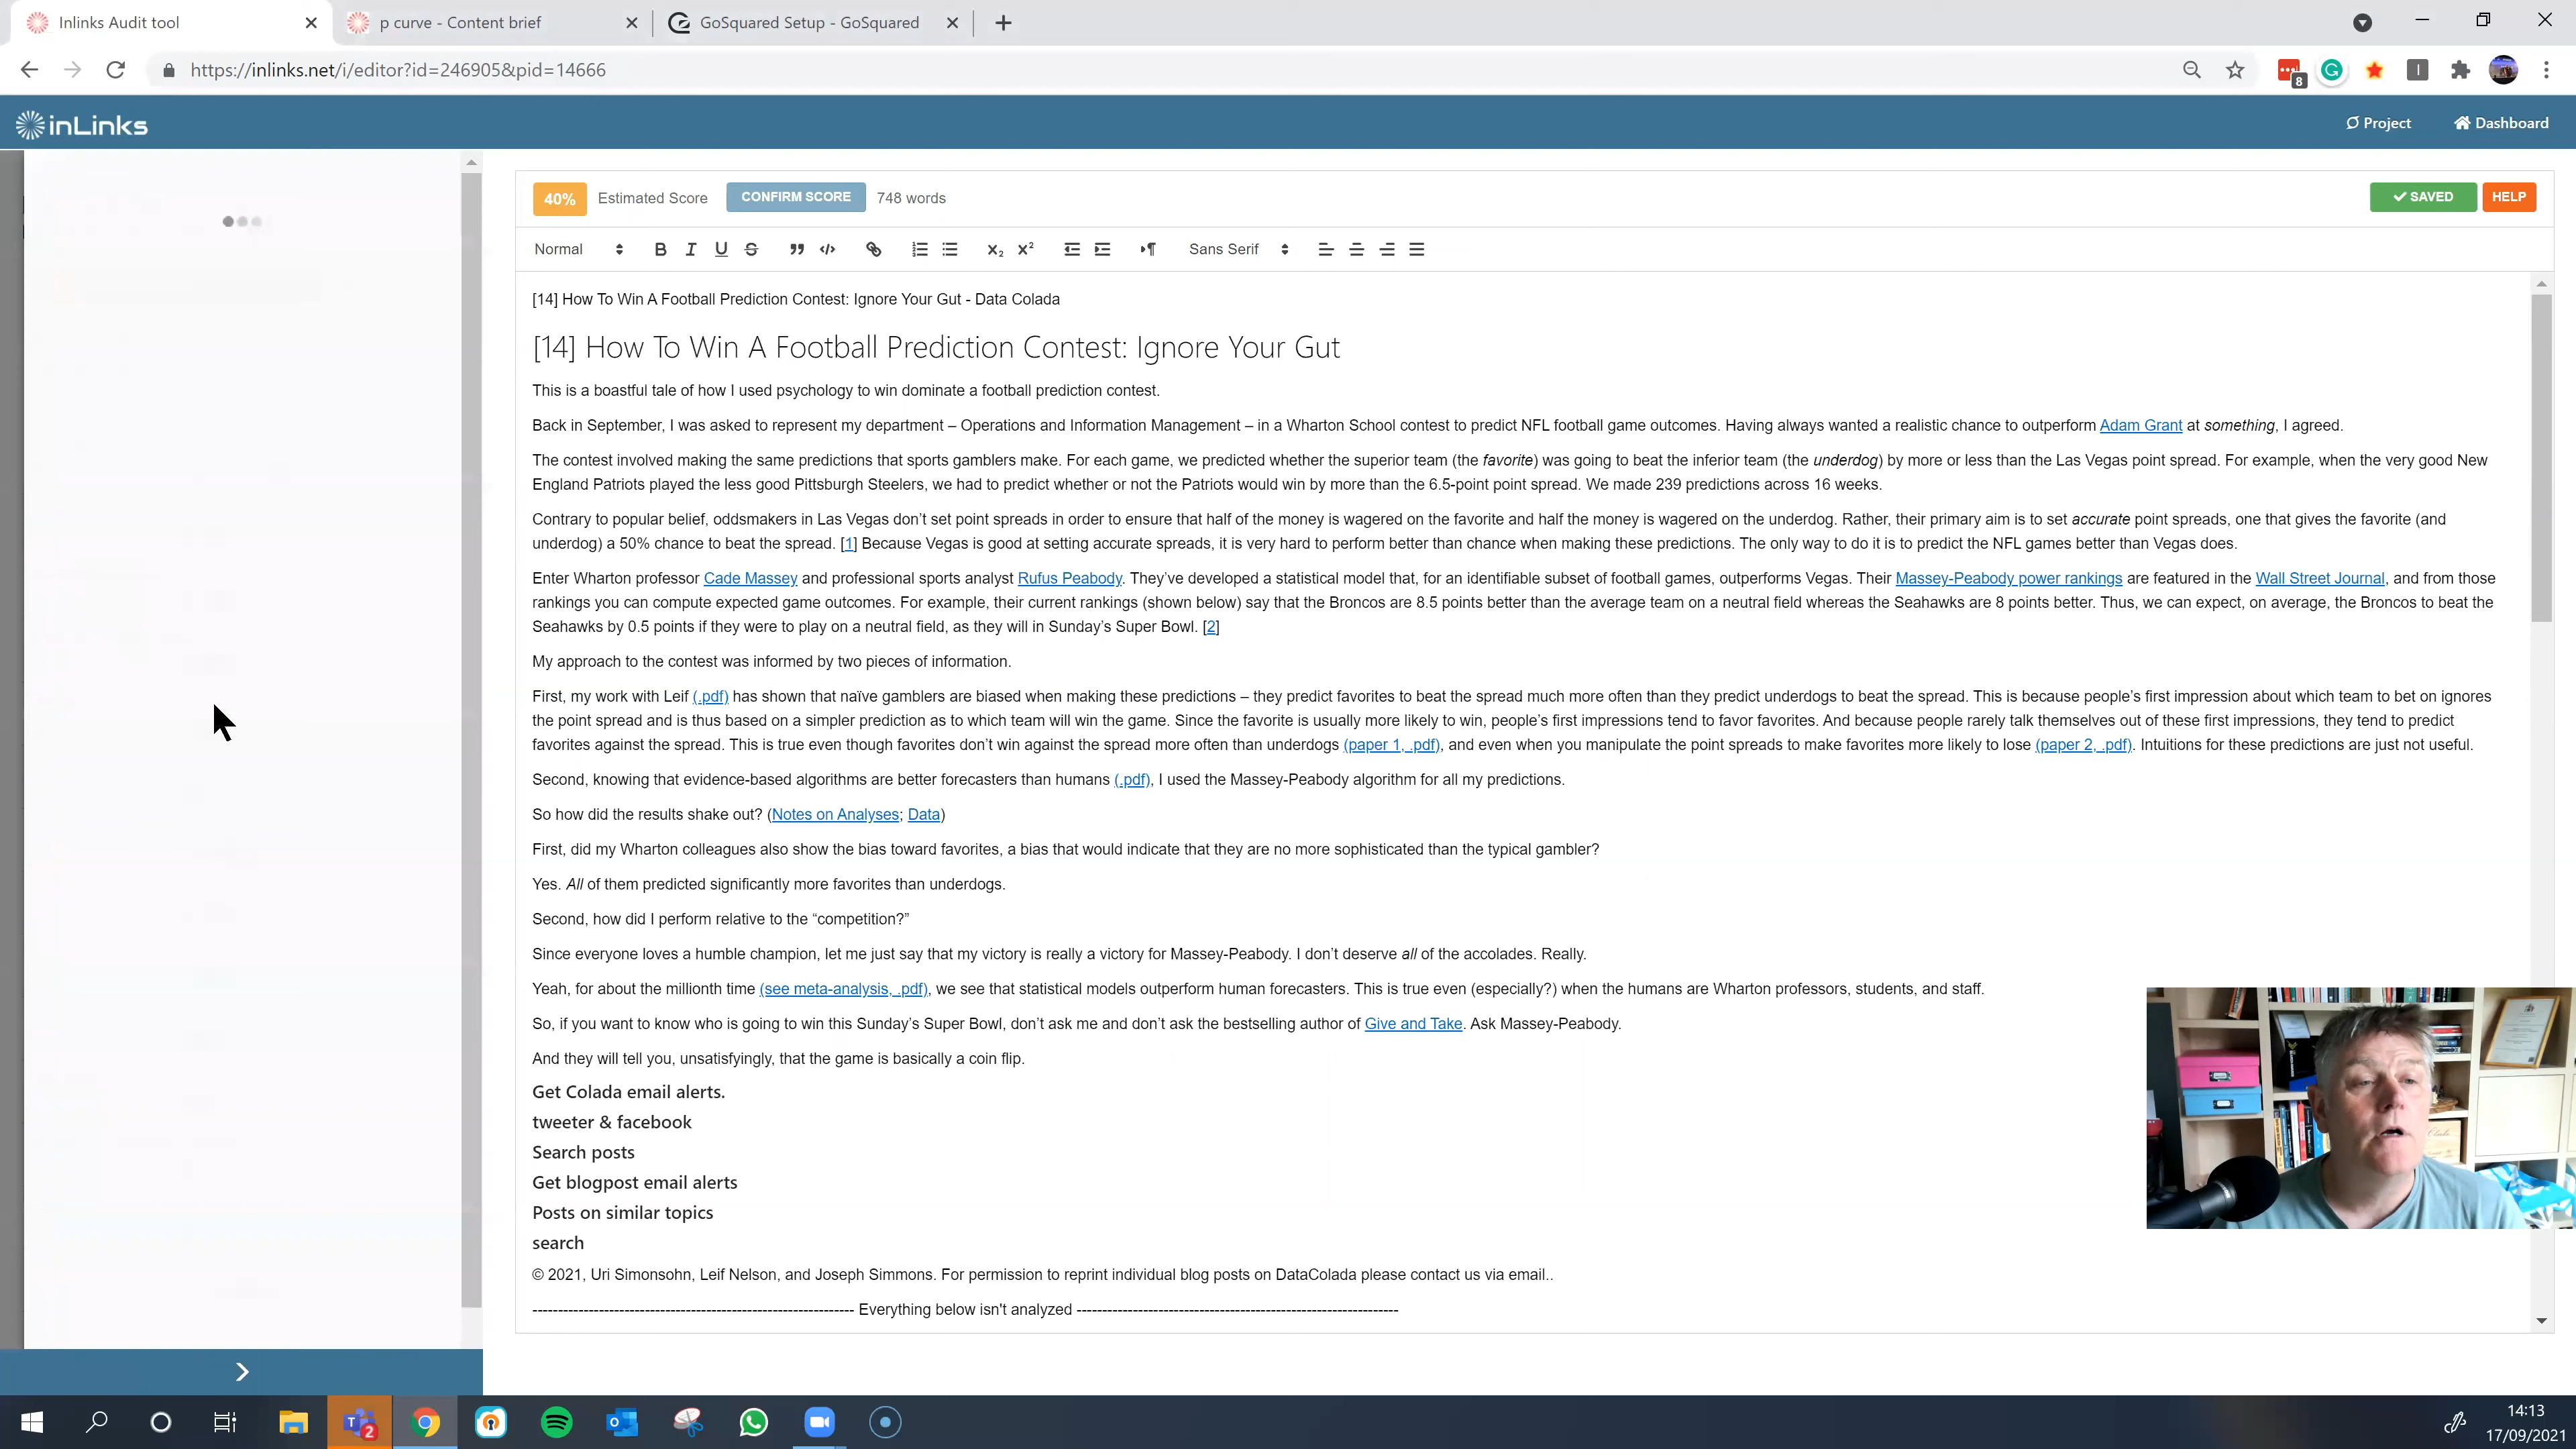 Inlinks Audit tool
p curve - Content brief
GoSquared Setup - GoSquared
https://inlinks.net/i/editor?id=246905&pid=14666
8
inLinks
Project
Dashboard
40%
Estimated Score
CONFIRM SCORE
748 words
SAVED
HELP
Normal
Sans Serif
[14] How To Win A Football Prediction Contest: Ignore Your Gut - Data Colada
[14] How To Win A Football Prediction Contest: Ignore Your Gut
This is a boastful tale of how I used psychology to win dominate a football prediction contest.
Back in September, I was asked to represent my department – Operations and Information Management – in a Wharton School contest to predict NFL football game outcomes. Having always wanted a realistic chance to outperform Adam Grant at something, I agreed.
The contest involved making the same predictions that sports gamblers make. For each game, we predicted whether the superior team (the favorite) was going to beat the inferior team (the underdog) by more or less than the Las Vegas point spread. For example, when the very good New
England Patriots played the less good Pittsburgh Steelers, we had to predict whether or not the Patriots would win by more than the 6.5-point point spread. We made 239 predictions across 16 weeks.
Contrary to popular belief, oddsmakers in Las Vegas don't set point spreads in order to ensure that half of the money is wagered on the favorite and half the money is wagered on the underdog. Rather, their primary aim is to set accurate point spreads, one that gives the favorite (and
underdog) a 50% chance to beat the spread. [1] Because Vegas is good at setting accurate spreads, it is very hard to perform better than chance when making these predictions. The only way to do it is to predict the NFL games better than Vegas does.
Enter Wharton professor Cade Massey and professional sports analyst Rufus Peabody. They've developed a statistical model that, for an identifiable subset of football games, outperforms Vegas. Their Massey-Peabody power rankings are featured in the Wall Street Journal, and from those
rankings you can compute expected game outcomes. For example, their current rankings (shown below) say that the Broncos are 8.5 points better than the average team on a neutral field whereas the Seahawks are 8 points better. Thus, we can expect, on average, the Broncos to beat the
Seahawks by 0.5 points if they were to play on a neutral field, as they will in Sunday's Super Bowl. [2]
My approach to the contest was informed by two pieces of information.
First, my work with Leif (.pdf) has shown that naïve gamblers are biased when making these predictions – they predict favorites to beat the spread much more often than they predict underdogs to beat the spread. This is because people's first impression about which team to bet on ignores
the point spread and is thus based on a simpler prediction as to which team will win the game. Since the favorite is usually more likely to win, people's first impressions tend to favor favorites. And because people rarely talk themselves out of these first impressions, they tend to predict
favorites against the spread. This is true even though favorites don't win against the spread more often than underdogs (paper 1, .pdf), and even when you manipulate the point spreads to make favorites more likely to lose (paper 2, .pdf). Intuitions for these predictions are just not useful.
Second, knowing that evidence-based algorithms are better forecasters than humans (.pdf), I used the Massey-Peabody algorithm for all my predictions.
So how did the results shake out? (Notes on Analyses; Data)
First, did my Wharton colleagues also show the bias toward favorites, a bias that would indicate that they are no more sophisticated than the typical gambler?
Yes. All of them predicted significantly more favorites than underdogs.
Second, how did I perform relative to the “competition?”
Since everyone loves a humble champion, let me just say that my victory is really a victory for Massey-Peabody. I don't deserve all of the accolades. Really.
Yeah, for about the millionth time (see meta-analysis, .pdf), we see that statistical models outperform human forecasters. This is true even (especially?) when the humans are Wharton professors, students, and staff.
So, if you want to know who is going to win this Sunday's Super Bowl, don't ask me and don't ask the bestselling author of Give and Take. Ask Massey-Peabody.
And they will tell you, unsatisfyingly, that the game is basically a coin flip.
Get Colada email alerts.
tweeter & facebook
Search posts
Get blogpost email alerts
Posts on similar topics
search
© 2021, Uri Simonsohn, Leif Nelson, and Joseph Simmons. For permission to reprint individual blog posts on DataColada please contact us via email..
---------------------------------------------------------------- Everything below isn't analyzed ----------------------------------------------------------------
2
14:13
17/09/2021